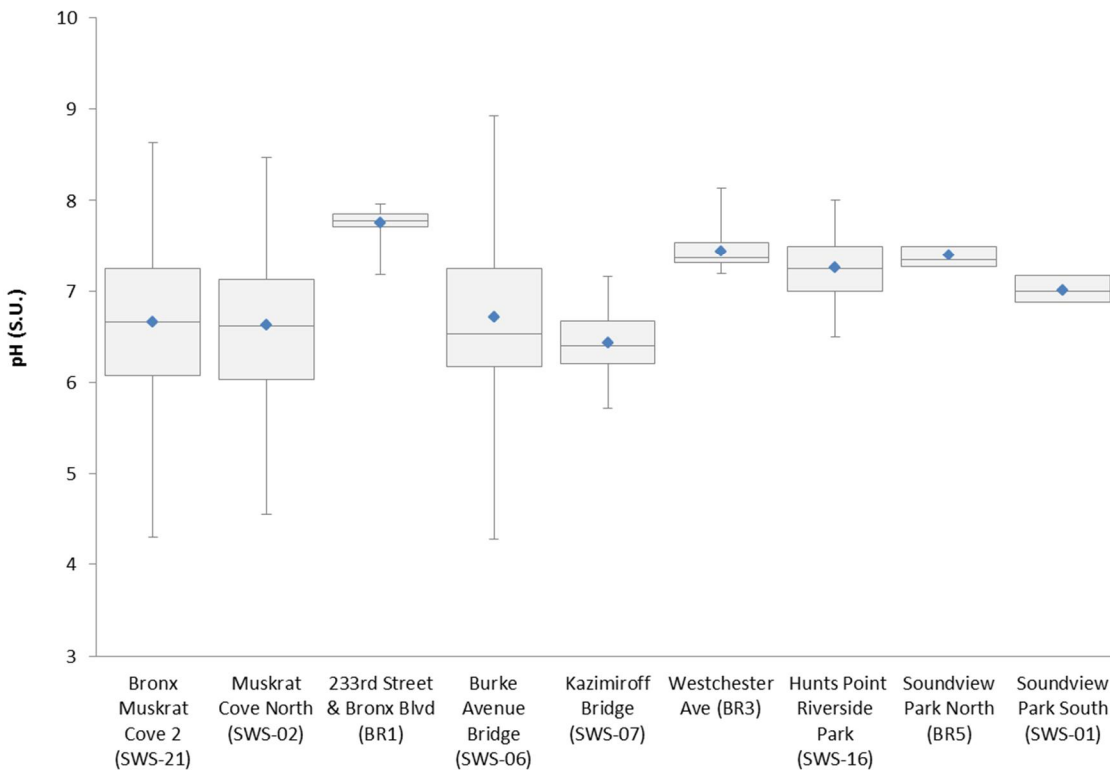 10
9
8
7
6
5
4
3
pH (S.U.)
Bronx
Muskrat
Cove 2
(SWS-21)
Muskrat
Cove North
(SWS-02)
233rd Street
& Bronx Blvd
(BR1)
Burke
Avenue
Bridge
(SWS-06)
Kazimiroff
Bridge
(SWS-07)
Westchester
Ave (BR3)
Hunts Point
Riverside
Park
(SWS-16)
Soundview
Park North
(BR5)
Soundview
Park South
(SWS-01)